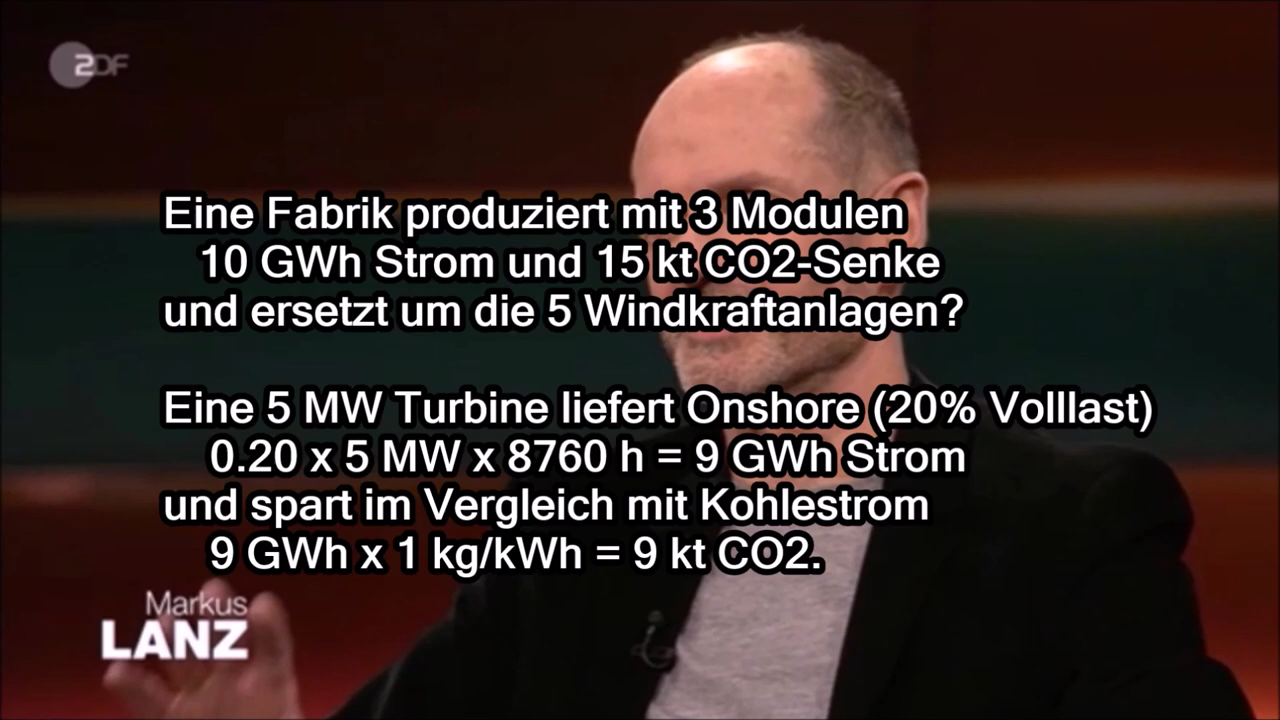 ZDF
Eine Fabrik produziert mit 3 Modulen
10 GWh Strom und 15 kt CO2-Senke
und ersetzt um die 5 Windkraftanlagen?
Eine 5 MW Turbine liefert Onshore (20% Volllast)
0.20 x 5 MW x 8760 h = 9 GWh Strom
und spart im Vergleich mit Kohlestrom
9 GWh x 1 kg/kWh = 9 kt CO2.
Markus
LANZ